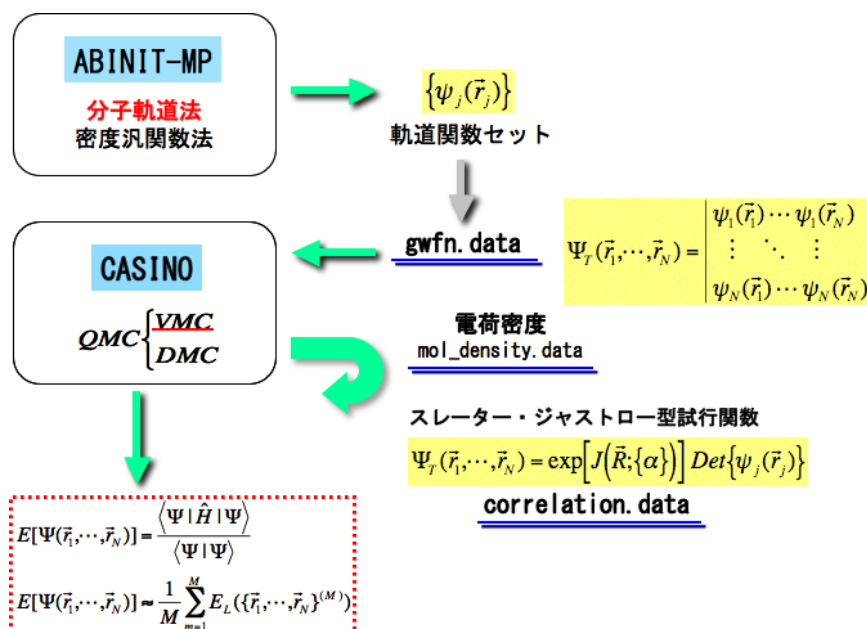 ABINIT-MP
分子軌道法
密度汎関数法
{ψ_j(r⃗_j)}
軌道関数セット
gwfn.data
Ψ_T(r⃗_1,⋯,r⃗_N) = | ψ_1(r⃗_1)⋯ψ_1(r⃗_N)
⋮ ⋱ ⋮
ψ_N(r⃗_1)⋯ψ_N(r⃗_N)
CASINO
QMC{VMC
DMC
電荷密度
mol_density.data
スレーター・ジャストロー型試行関数
Ψ_T(r⃗_1,⋯,r⃗_N) = exp[J(R⃗;{α})] Det{ψ_j(r⃗_j)}
correlation.data
E[Ψ(r⃗_1,⋯,r⃗_N)] = ⟨Ψ|Ĥ|Ψ⟩ / ⟨Ψ|Ψ⟩
E[Ψ(r⃗_1,⋯,r⃗_N)] ≈ 1/M ∑_{m=1}^{M} E_L({r⃗_1,⋯,r⃗_N}^{(M)})